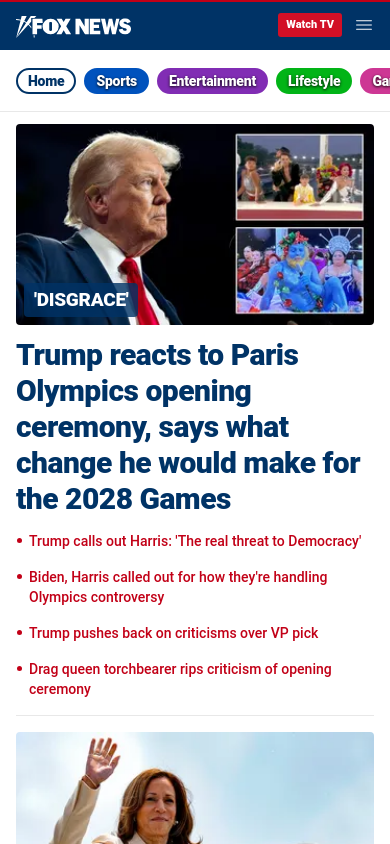 FOX NEWS
Watch TV
Home
Sports
Entertainment
Lifestyle
'DISGRACE'
Trump reacts to Paris
Olympics opening
ceremony, says what
change he would make for
the 2028 Games
Trump calls out Harris: 'The real threat to Democracy'
Biden, Harris called out for how they're handling
Olympics controversy
Trump pushes back on criticisms over VP pick
Drag queen torchbearer rips criticism of opening
ceremony